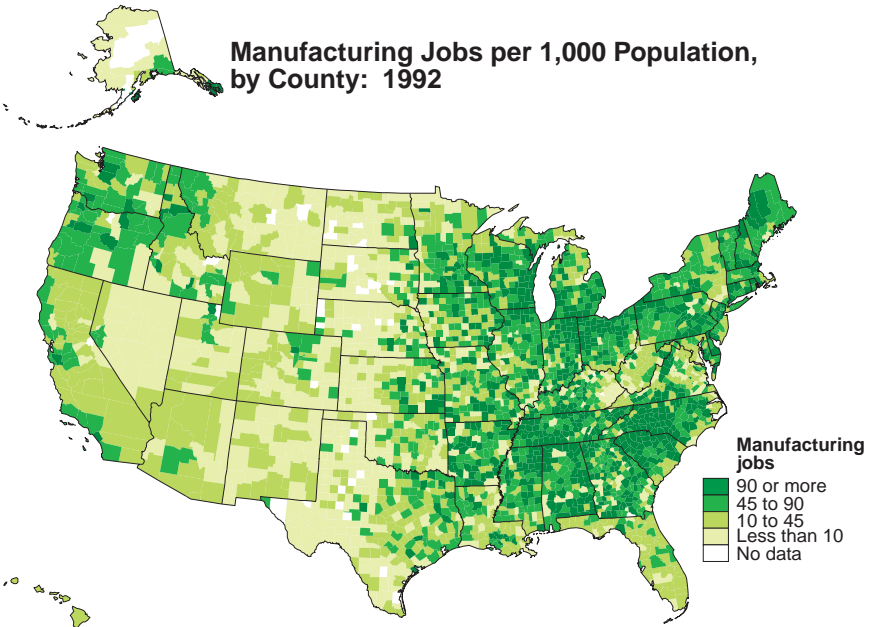 Manufacturing Jobs per 1,000 Population,
by County: 1992
Manufacturing
jobs
90 or more
45 to 90
10 to 45
Less than 10
No data